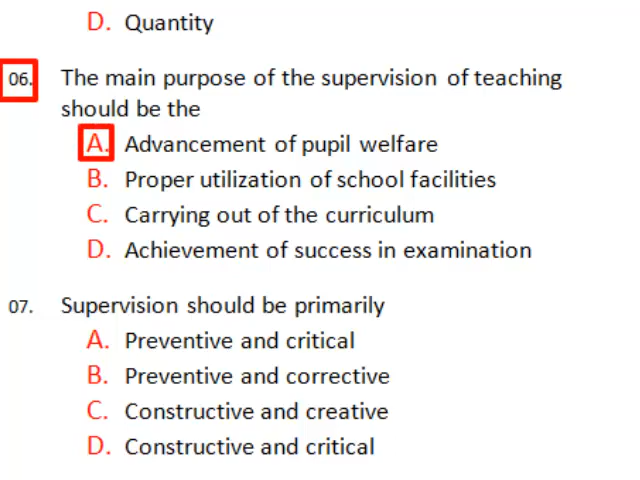 D. Quantity
06. The main purpose of the supervision of teaching
should be the
A. Advancement of pupil welfare
B. Proper utilization of school facilities
C. Carrying out of the curriculum
D. Achievement of success in examination
07. Supervision should be primarily
A. Preventive and critical
B. Preventive and corrective
C. Constructive and creative
D. Constructive and critical